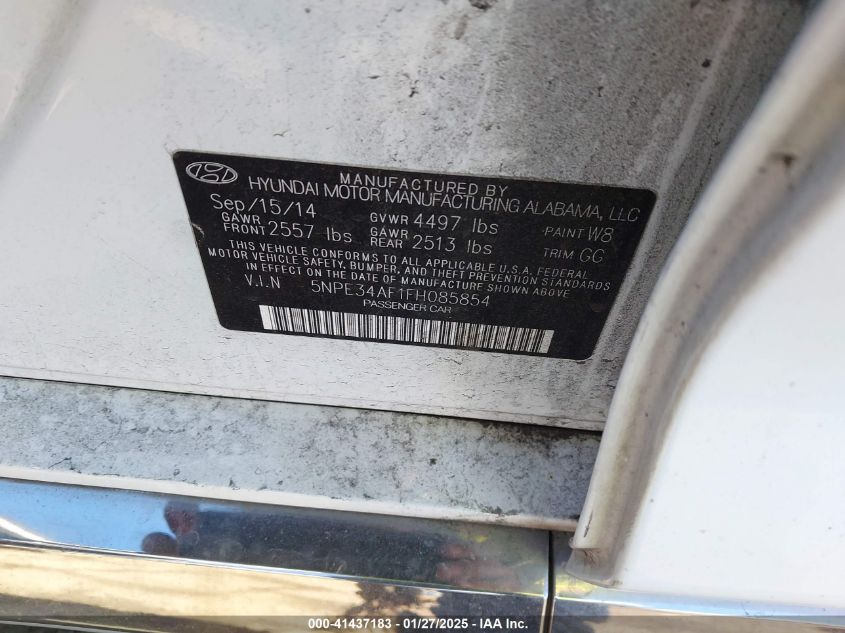 MANUFACTURED BY
HYUNDAI MOTOR MANUFACTURING ALABAMA, LLC
Sep/15/14 GVWR 4497 lbs PAINT W8
GAWR FRONT 2557 lbs GAWR REAR 2513 lbs TRIM GG
THIS VEHICLE CONFORMS TO ALL APPLICABLE U.S.A. FEDERAL
MOTOR VEHICLE SAFETY, BUMPER, AND THEFT PREVENTION STANDARDS
IN EFFECT ON THE DATE OF MANUFACTURE SHOWN ABOVE.
V.I.N 5NPE34AF1FH085854
PASSENGER CAR
000-41437183 - 01/27/2025 - IAA Inc.